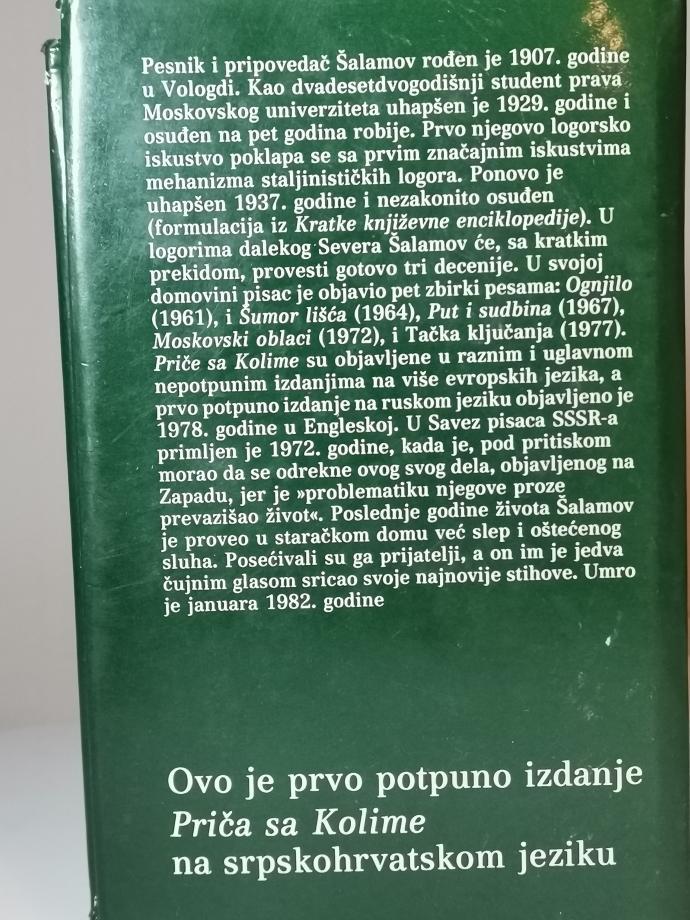 Pesnik i pripovedač Šalamov rođen je 1907. godine
u Vologdi. Kao dvadesetdvogodišnji student prava
Moskovskog univerziteta uhapšen je 1929. godine i
osuđen na pet godina robije. Prvo njegovo logorsko
iskustvo poklapa se sa prvim značajnim iskustvima
mehanizma staljinističkih logora. Ponovo je
uhapšen 1937. godine i nezakonito osuđen
(formulacija iz Kratke književne enciklopedije). U
logorima dalekog Severa Šalamov će, sa kratkim
prekidom, provesti gotovo tri decenije. U svojoj
domovini pisac je objavio pet zbirki pesama: Ognjilo
(1961), i Šumor lišća (1964), Put i sudbina (1967),
Moskovski oblaci (1972), i Tačka ključanja (1977).
Priče sa Kolime su objavljene u raznim i uglavnom
nepotpunim izdanjima na više evropskih jezika, a
prvo potpuno izdanje na ruskom jeziku objavljeno je
1978. godine u Engleskoj. U Savez pisaca SSSR-a
primljen je 1972. godine, kada je, pod pritiskom
morao da se odrekne ovog svog dela, objavljenog na
Zapadu, jer je »problematiku njegove proze
prevazišao život«. Poslednje godine života Šalamov
je proveo u staračkom domu već slep i oštećenog
sluha. Posećivali su ga prijatelji, a on im je jedva
čujnim glasom sricao svoje najnovije stihove. Umro
je januara 1982. godine
Ovo je prvo potpuno izdanje
Priča sa Kolime
na srpskohrvatskom jeziku